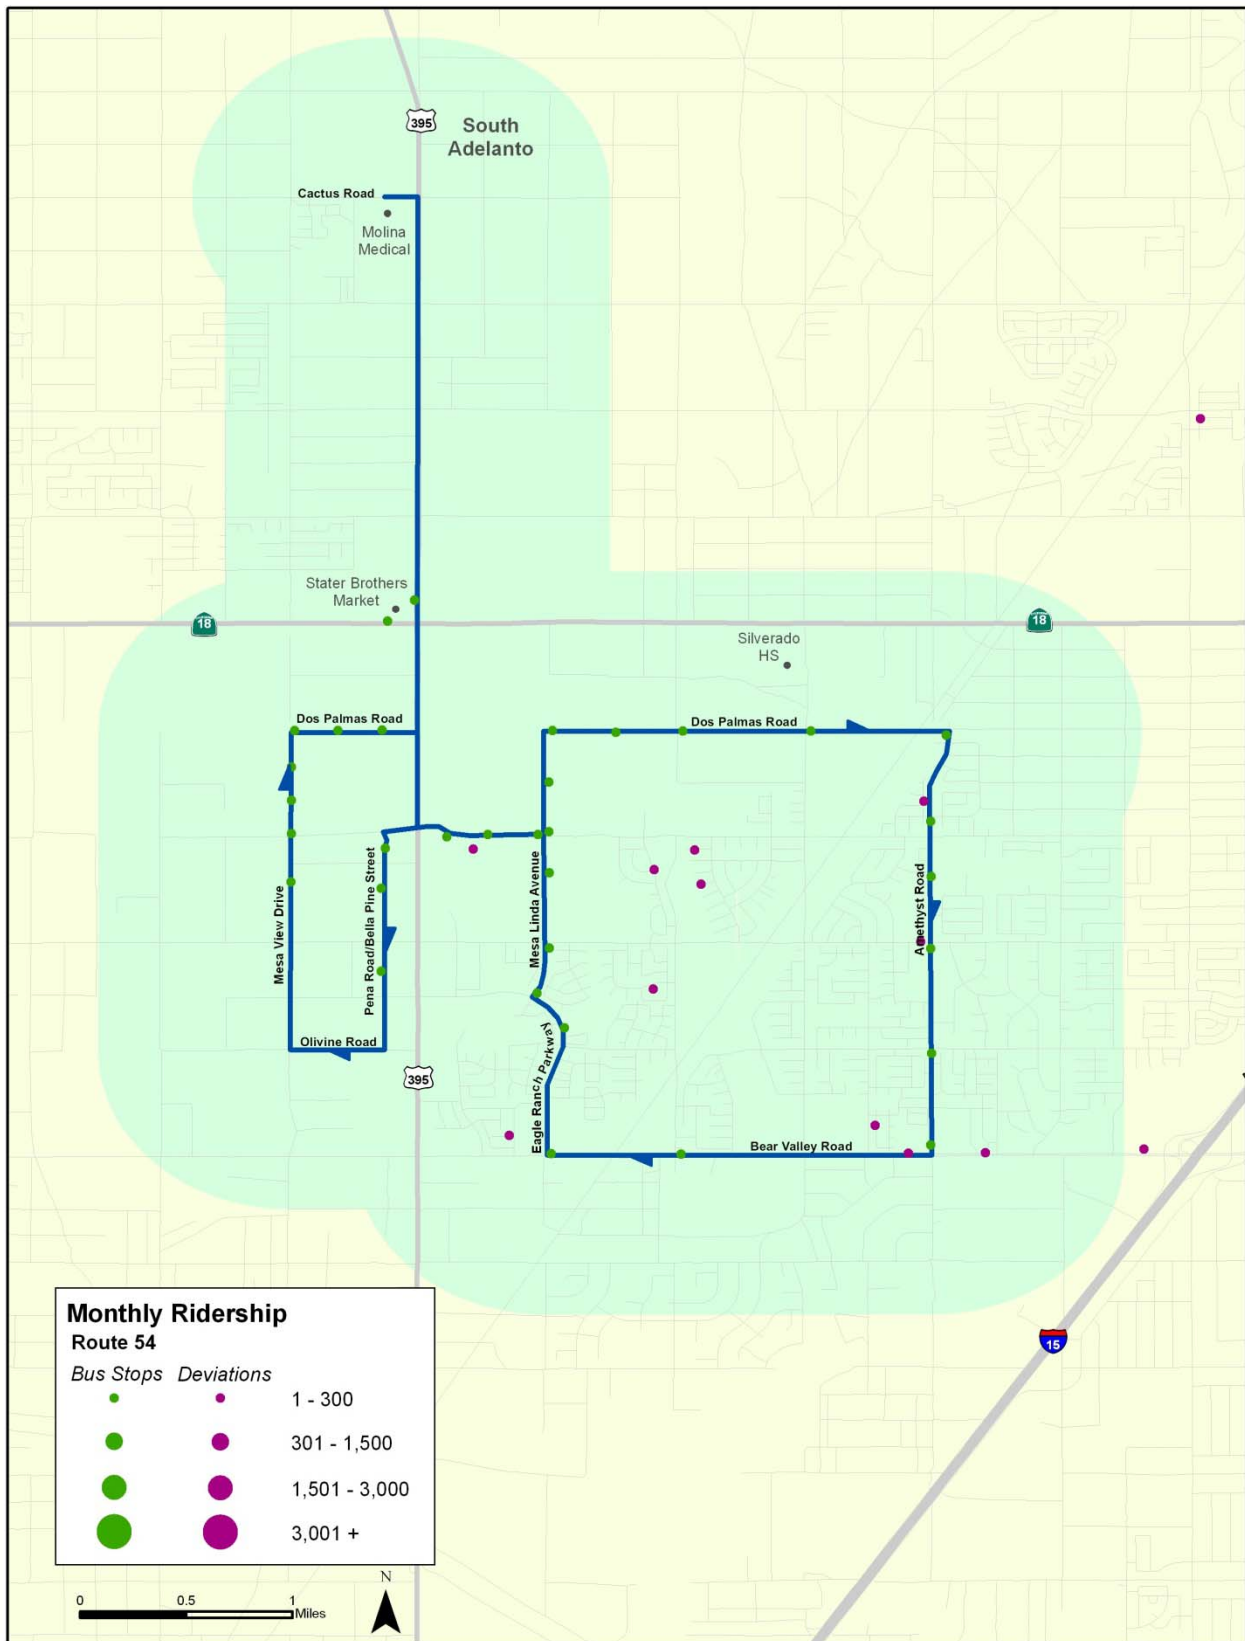 395
South
Adelanto
Cactus Road
Molina
Medical
Stater Brothers
Market
18
18
Silverado
HS
Dos Palmas Road
Dos Palmas Road
Mesa View Drive
Pena Road/Bella Pine Street
Mesa Linda Avenue
Amethyst Road
Olivine Road
395
Eagle Ranch Parkway
Bear Valley Road
15
Monthly Ridership
Route 54
Bus Stops Deviations
1 - 300
301 - 1,500
1,501 - 3,000
3,001 +
0 0.5 1
Miles
N